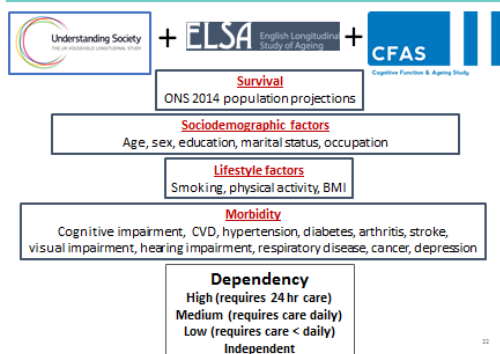 Understanding Society
THE UK HOUSEHOLD LONGITUDINAL STUDY
+
ELSA
English Longitudinal
Study of Ageing
+
CFAS
Cognitive Function & Ageing Study
Survival
ONS 2014 population projections
Sociodemographic factors
Age, sex, education, marital status, occupation
Lifestyle factors
Smoking, physical activity, BMI
Morbidity
Cognitive impairment, CVD, hypertension, diabetes, arthritis, stroke,
visual impairment, hearing impairment, respiratory disease, cancer, depression
Dependency
High (requires 24 hr care)
Medium (requires care daily)
Low (requires care < daily)
Independent
22